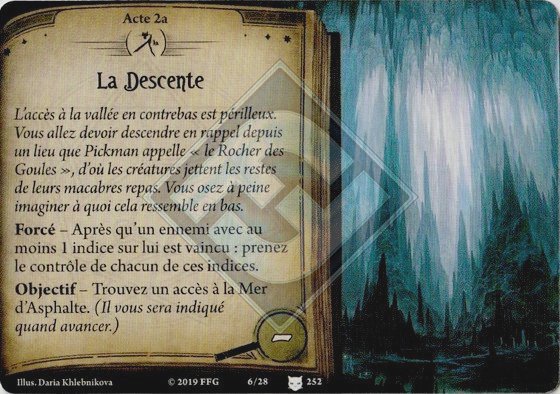 Acte 2a
La Descente
L'accès à la vallée en contrebas est périlleux.
Vous allez devoir descendre en rappel depuis
un lieu que Pickman appelle « le Rocher des
Goules », d'où les créatures jettent les restes
de leurs macabres repas. Vous osez à peine
imaginer à quoi cela ressemble en bas.
Forcé – Après qu'un ennemi avec au
moins 1 indice sur lui est vaincu : prenez
le contrôle de chacun de ces indices.
Objectif – Trouvez un accès à la Mer
d'Asphalte. (Il vous sera indiqué
quand avancer.)
–
Illus. Daria Khlebnikova © 2019 FFG 6/28 252